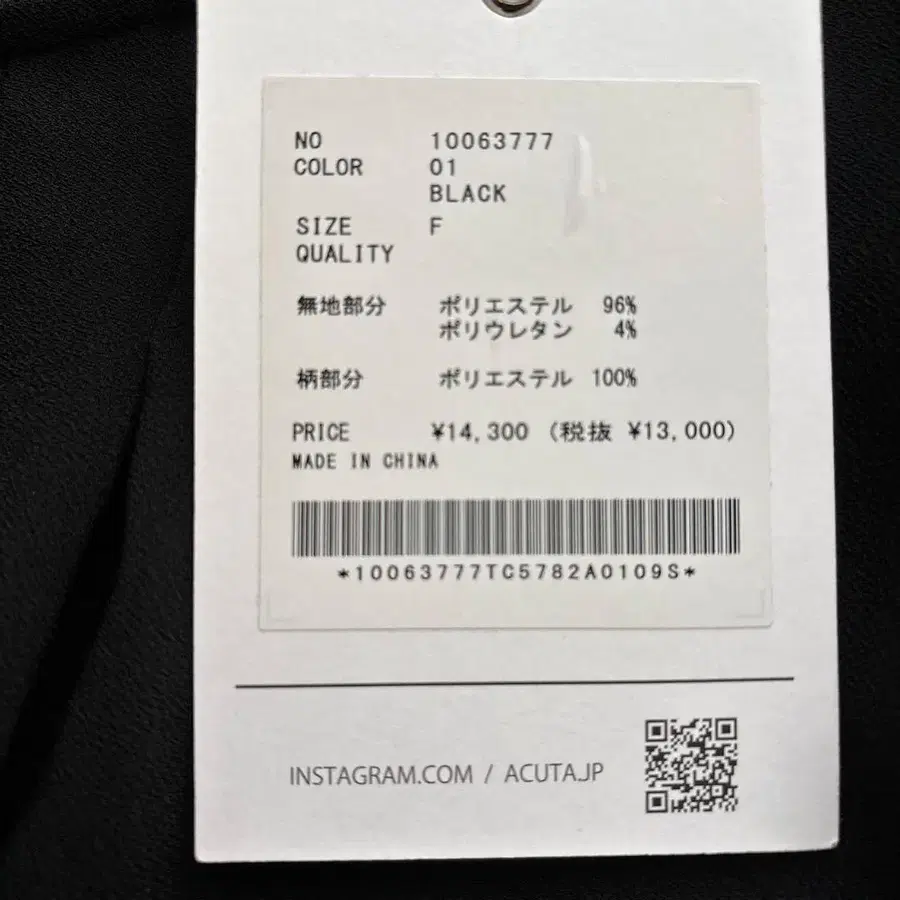 NO 10063777
COLOR 01
BLACK
SIZE F
QUALITY
無地部分 ポリエステル 96%
ポリウレタン 4%
柄部分 ポリエステル 100%
PRICE ¥14,300 (税抜 ¥13,000)
MADE IN CHINA
*10063777TC5782A0109S*
INSTAGRAM.COM / ACUTA.JP